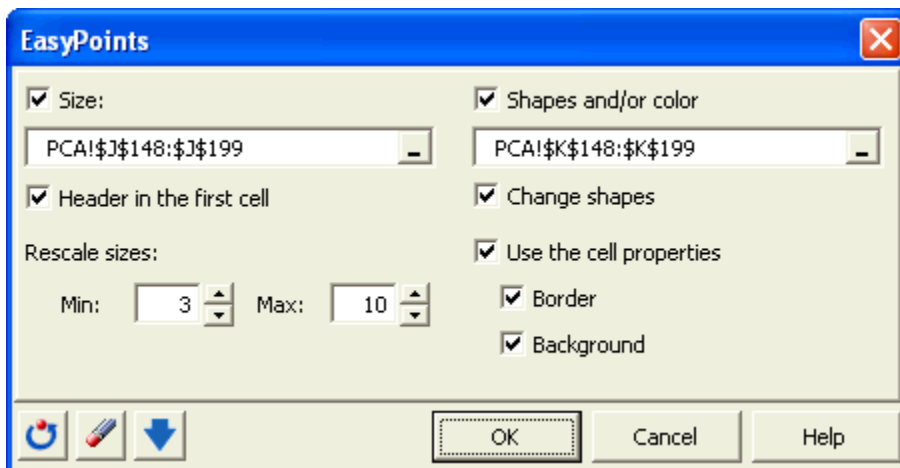 EasyPoints
Size:
PCA!$J$148:$J$199
Header in the first cell
Rescale sizes:
Min: 3 Max: 10
Shapes and/or color
PCA!$K$148:$K$199
Change shapes
Use the cell properties
Border
Background
OK Cancel Help